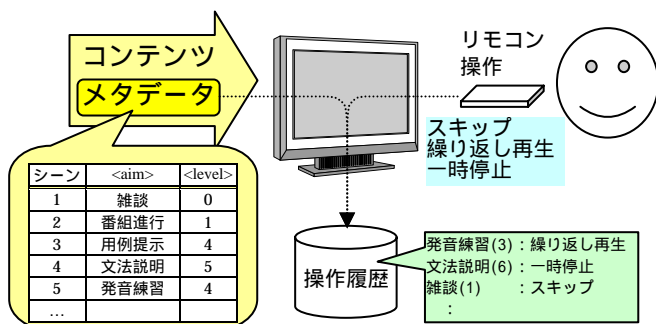 コンテンツ
メタデータ
リモコン
操作
スキップ
繰り返し再生
一時停止
シーン <aim> <level>
1 雑談 0
2 番組進行 1
3 用例提示 4
4 文法説明 5
5 発音練習 4
…
操作履歴
発音練習(3):繰り返し再生
文法説明(6):一時停止
雑談(1) :スキップ
: